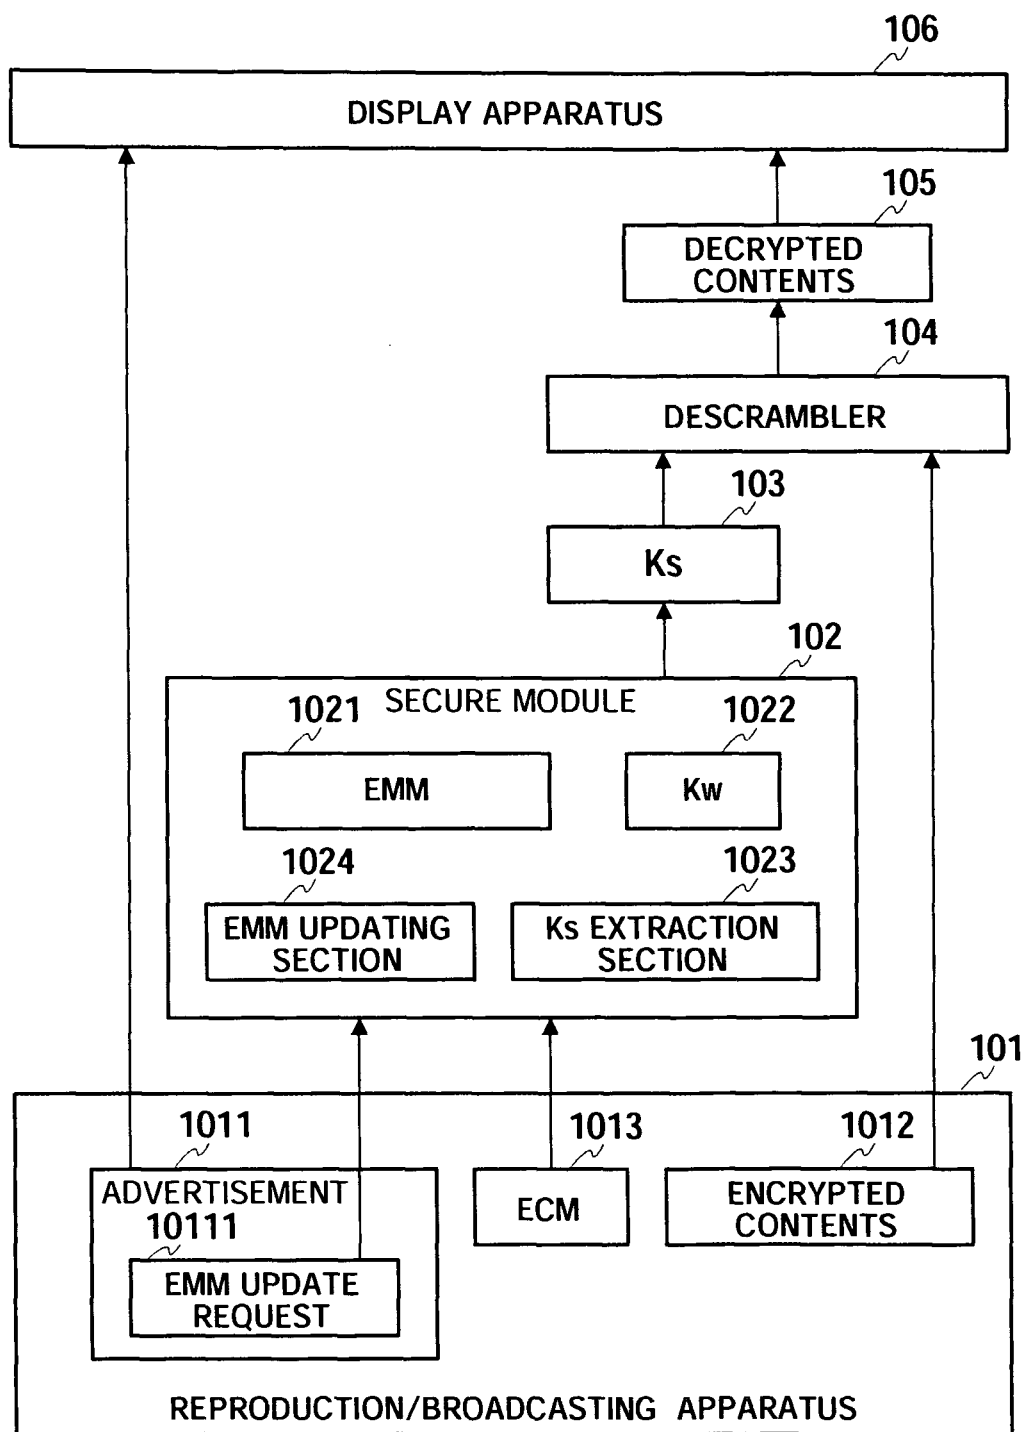 106
DISPLAY APPARATUS
105
DECRYPTED
CONTENTS
104
DESCRAMBLER
103
Ks
102
SECURE MODULE
1021
1022
EMM
Kw
1024
1023
EMM UPDATING
SECTION
Ks EXTRACTION
SECTION
101
1011
1013
1012
ADVERTISEMENT
10111
ECM
ENCRYPTED
CONTENTS
EMM UPDATE
REQUEST
REPRODUCTION/BROADCASTING APPARATUS